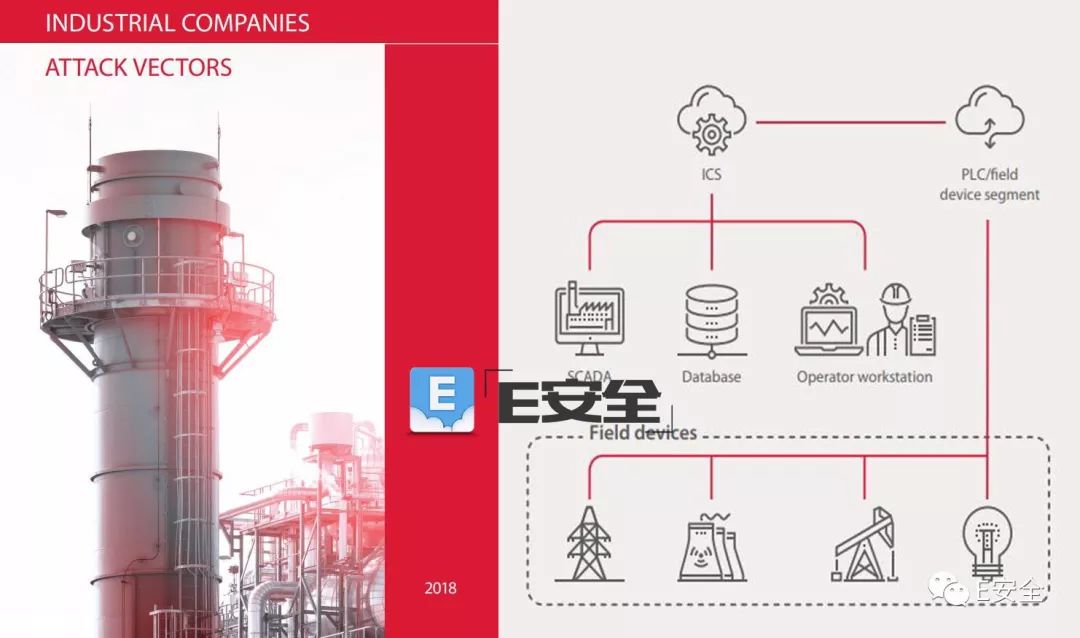 INDUSTRIAL COMPANIES
ATTACK VECTORS
2018
ICS
PLC/field
device segment
SCADA
Database
Operator workstation
E
E安全
Field devices
E安全